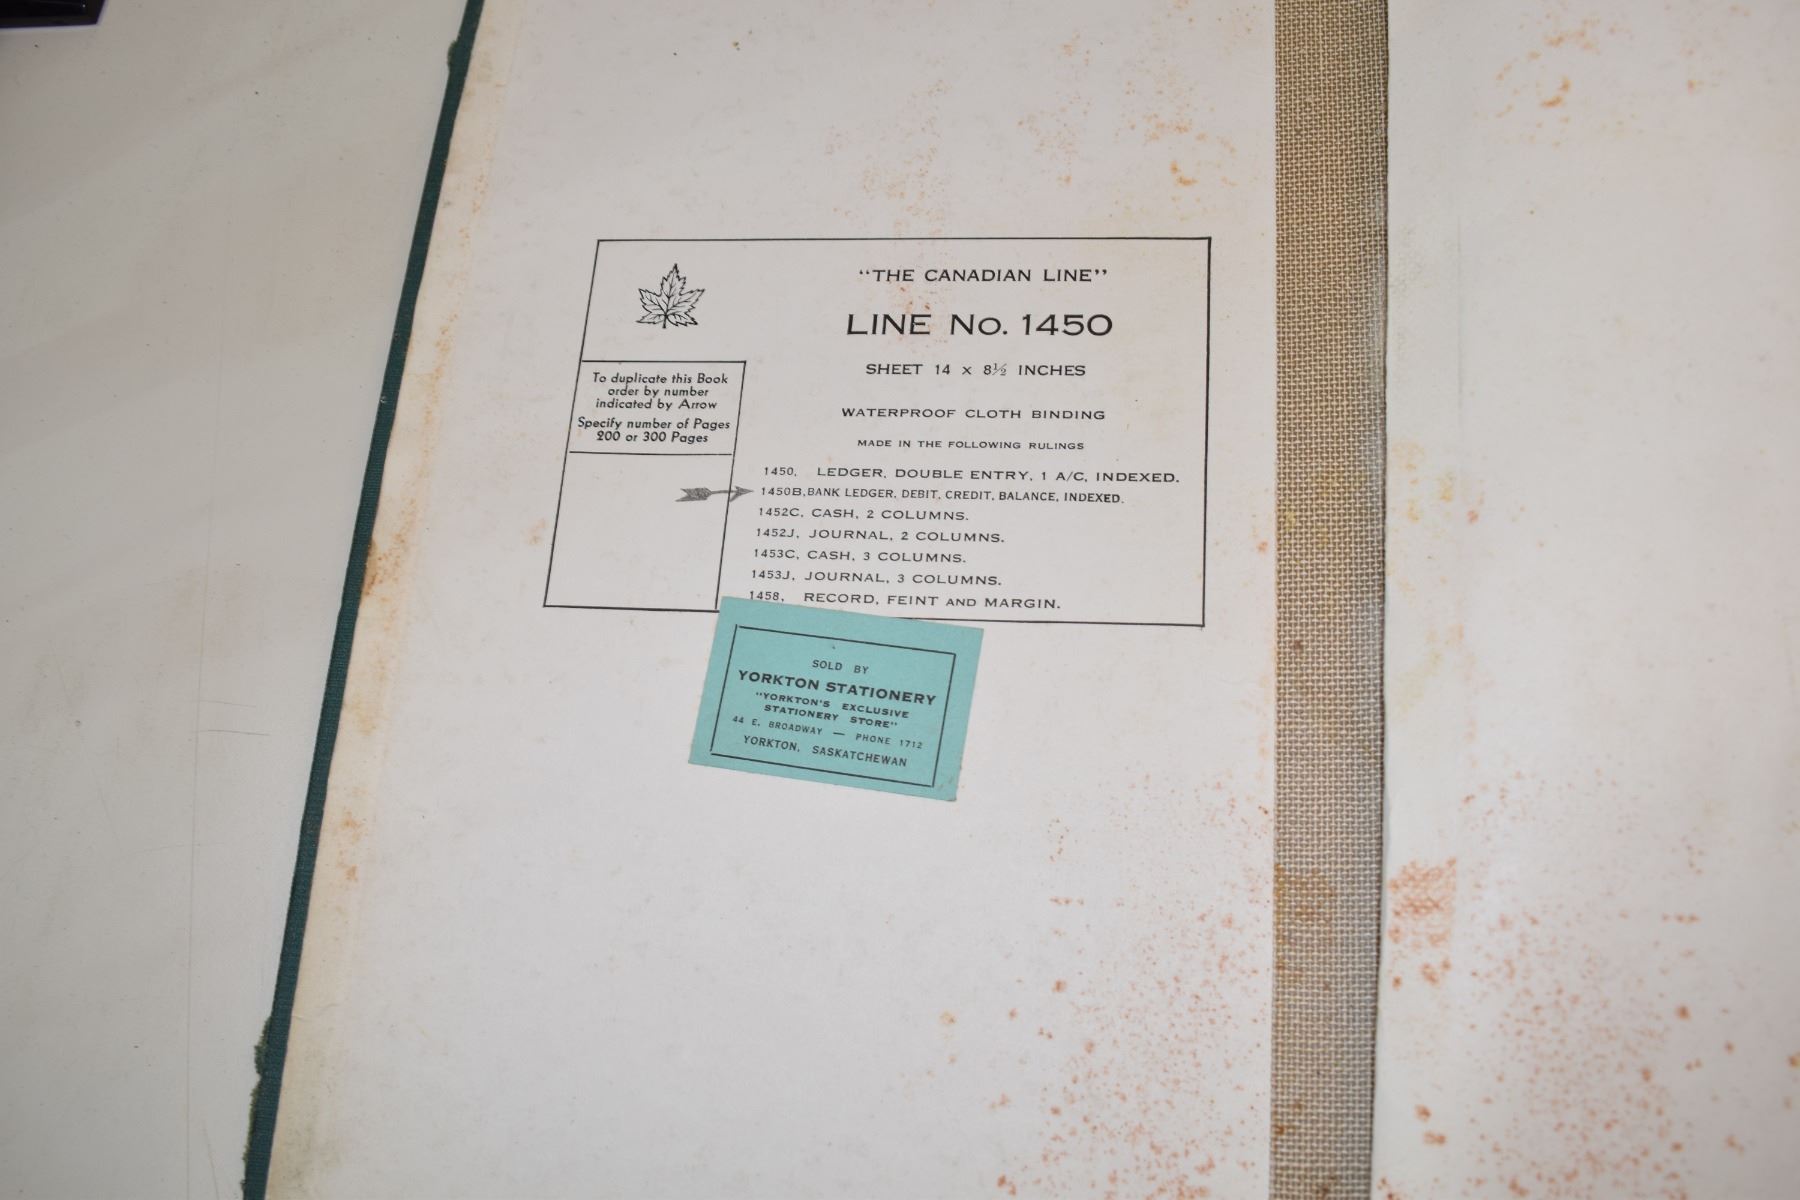 "THE CANADIAN LINE"
LINE No. 1450
SHEET 14 x 8½ INCHES
WATERPROOF CLOTH BINDING
MADE IN THE FOLLOWING RULINGS
To duplicate this Book
order by number
indicated by Arrow
Specify number of Pages
200 or 300 Pages
1450, LEDGER, DOUBLE ENTRY, 1 A/C, INDEXED.
1450B, BANK LEDGER, DEBIT, CREDIT, BALANCE, INDEXED.
1452C, CASH, 2 COLUMNS.
1452J, JOURNAL, 2 COLUMNS.
1453C, CASH, 3 COLUMNS.
1453J, JOURNAL, 3 COLUMNS.
1458, RECORD, FEINT AND MARGIN.
SOLD BY
YORKTON STATIONERY
"YORKTON'S EXCLUSIVE
STATIONERY STORE"
44 E. BROADWAY — PHONE 1712
YORKTON, SASKATCHEWAN